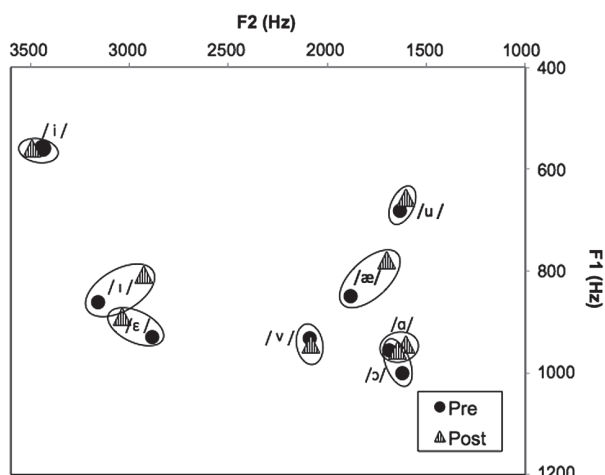 F2 (Hz)
3500 3000 2500 2000 1500 1000
400
/ i /
600
/u/
800
/æ/
/ ɪ /
F1 (Hz)
/ɛ/
/ v /
/ɑ/
/ɔ/
1000
Pre
Post
1200